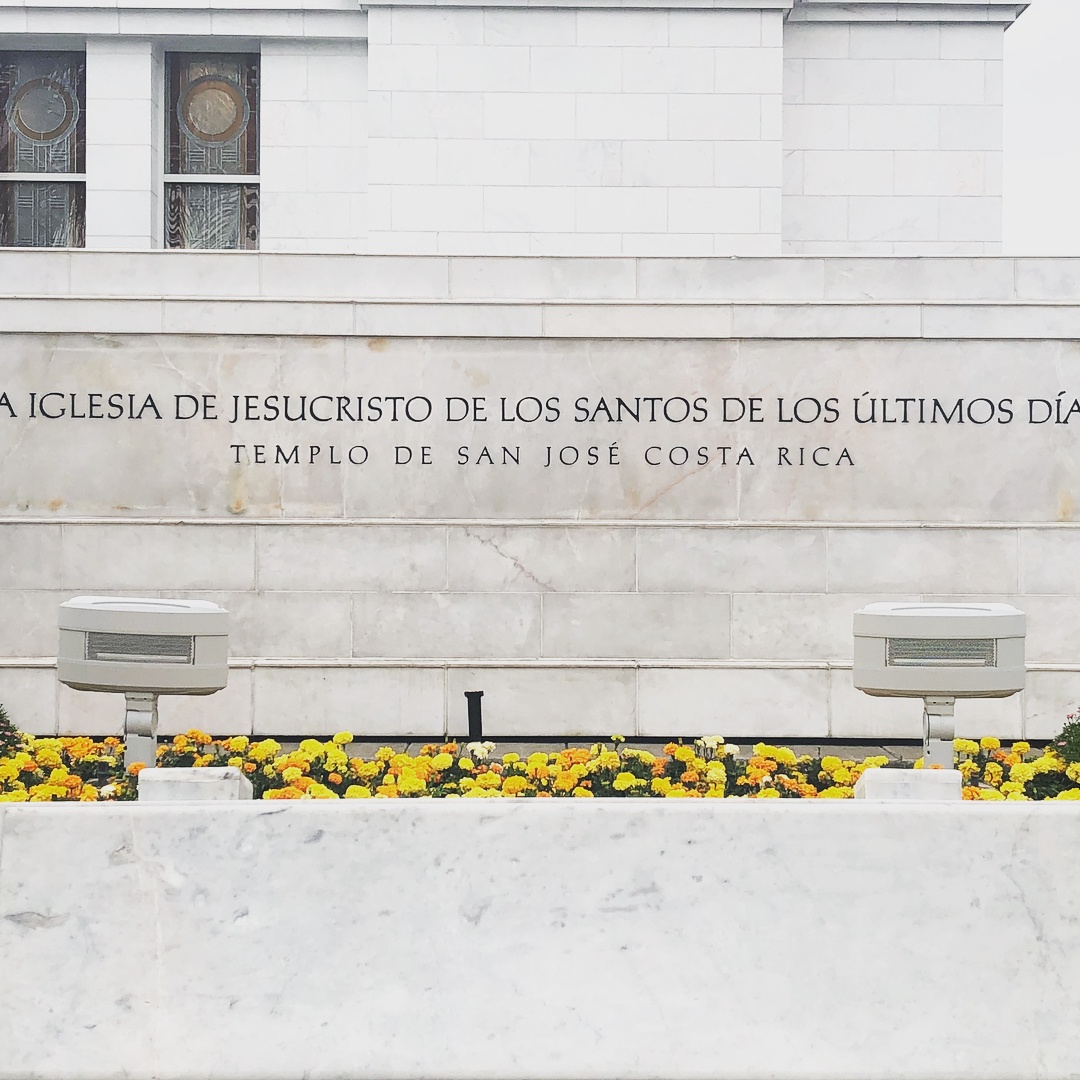 A IGLESIA DE JESUCRISTO DE LOS SANTOS DE LOS ÚLTIMOS DÍA
TEMPLO DE SAN JOSÉ COSTA RICA